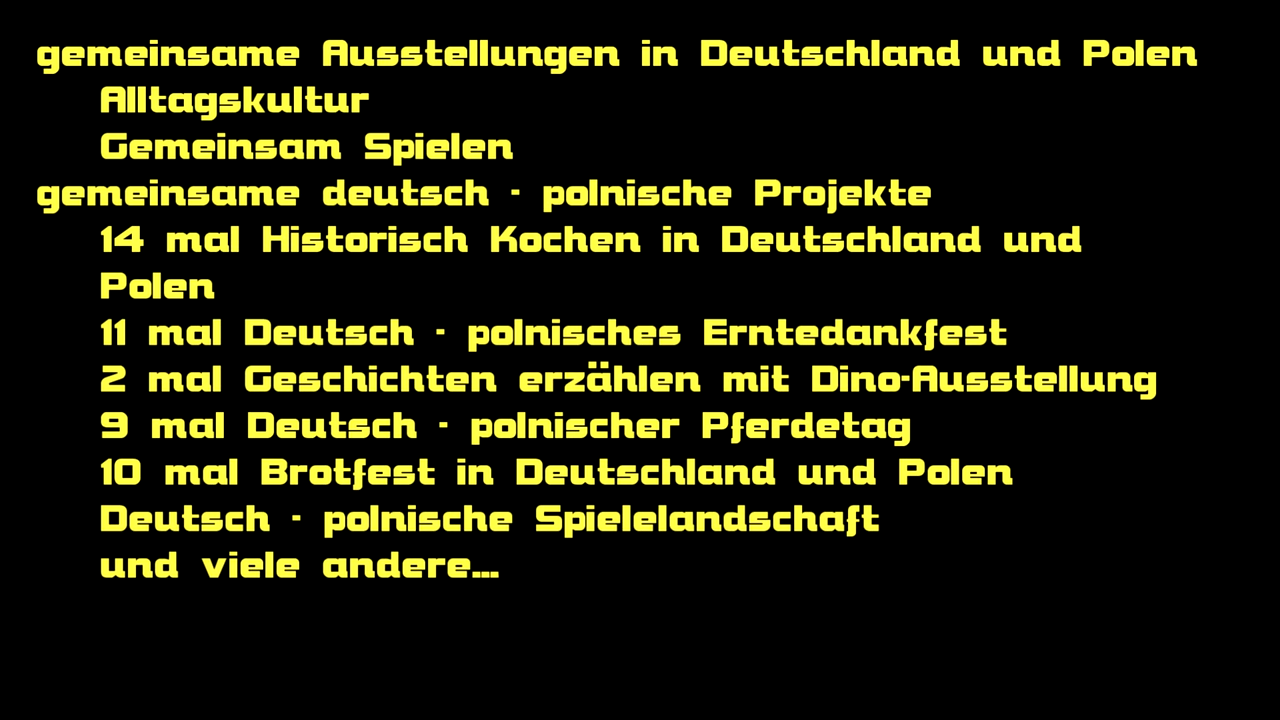 gemeinsame Ausstellungen in Deutschland und Polen
Alltagskultur
Gemeinsam Spielen
gemeinsame deutsch - polnische Projekte
14 mal Historisch Kochen in Deutschland und
Polen
11 mal Deutsch - polnisches Erntedankfest
2 mal Geschichten erzählen mit Dino-Ausstellung
9 mal Deutsch - polnischer Pferdetag
10 mal Brotfest in Deutschland und Polen
Deutsch - polnische Spielelandschaft
und viele andere...